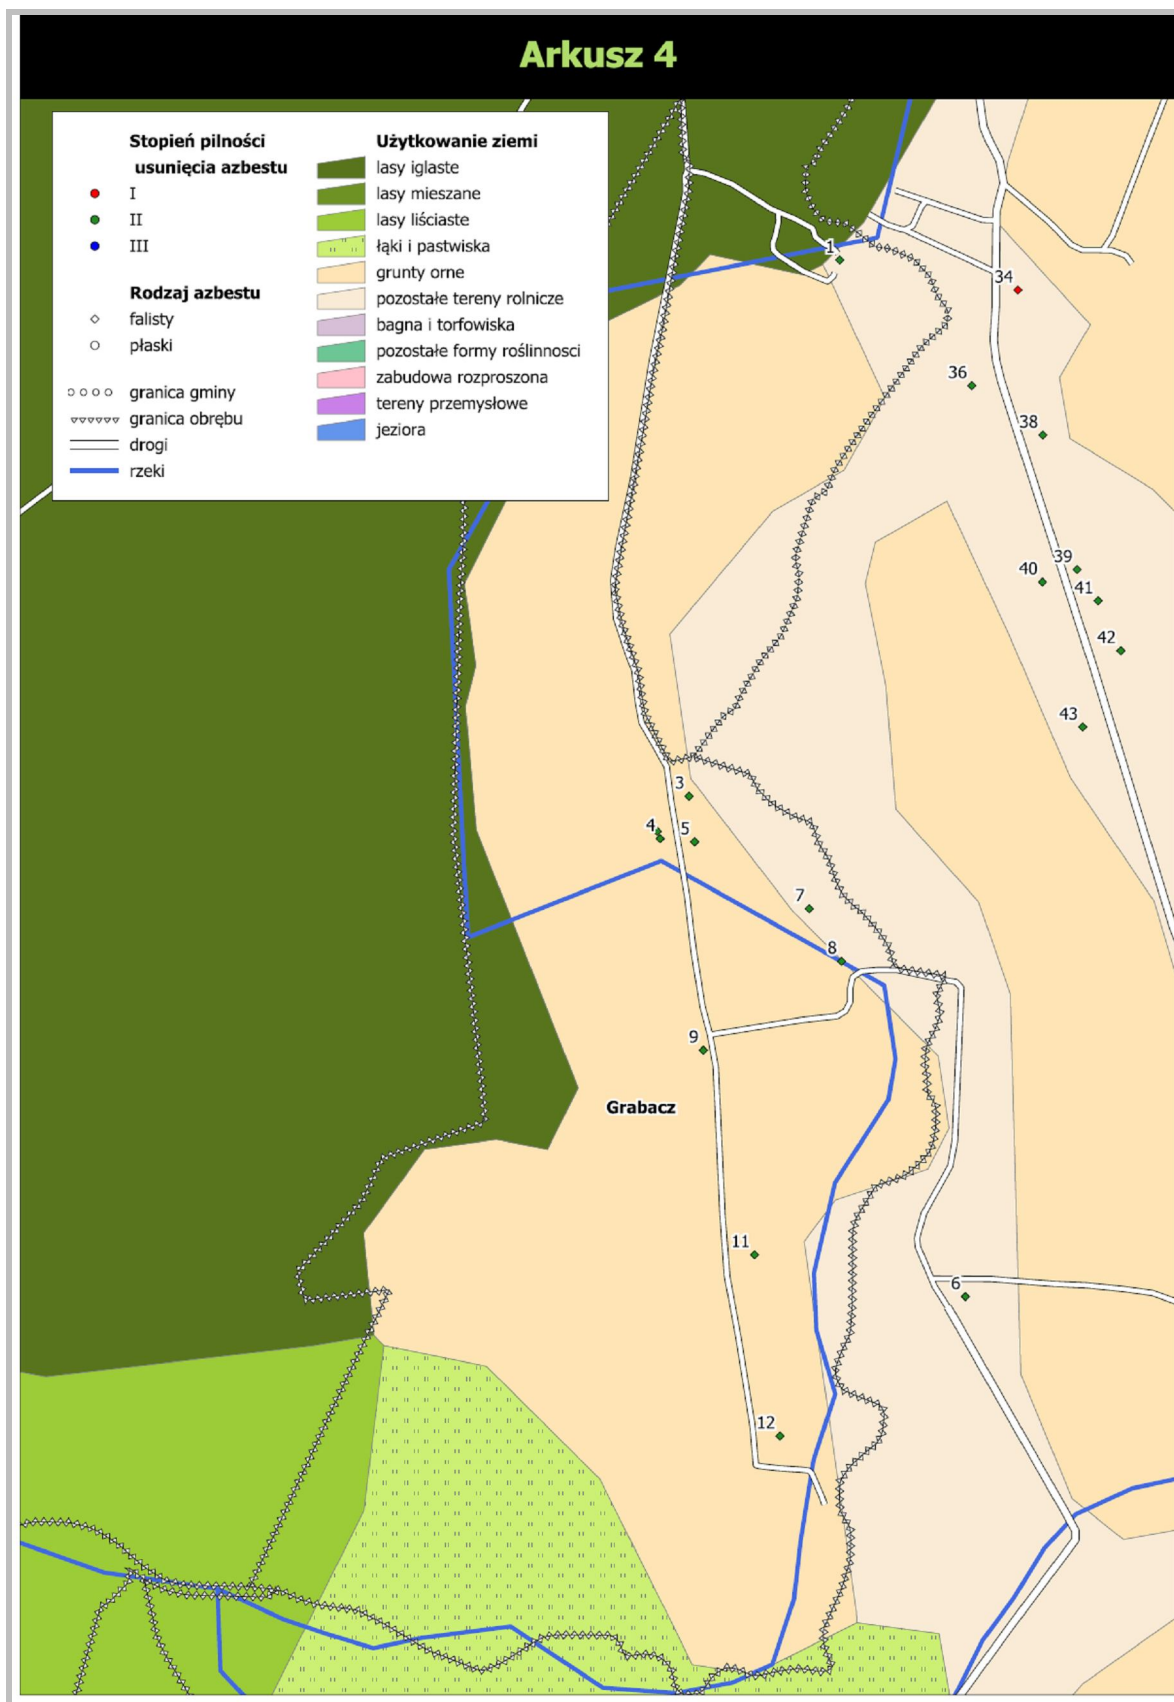 Arkusz 4
Stopień pilności
usunięcia azbestu
I
II
III
Rodzaj azbestu
falisty
płaski
granica gminy
granica obrębu
drogi
rzeki
Użytkowanie ziemi
lasy iglaste
lasy mieszane
lasy liściaste
łąki i pastwiska
grunty orne
pozostałe tereny rolnicze
bagna i torfowiska
pozostałe formy roślinnosci
zabudowa rozproszona
tereny przemysłowe
jeziora
1
34
36
38
39
40
41
42
43
3
4
5
7
8
9
Grabacz
11
6
12